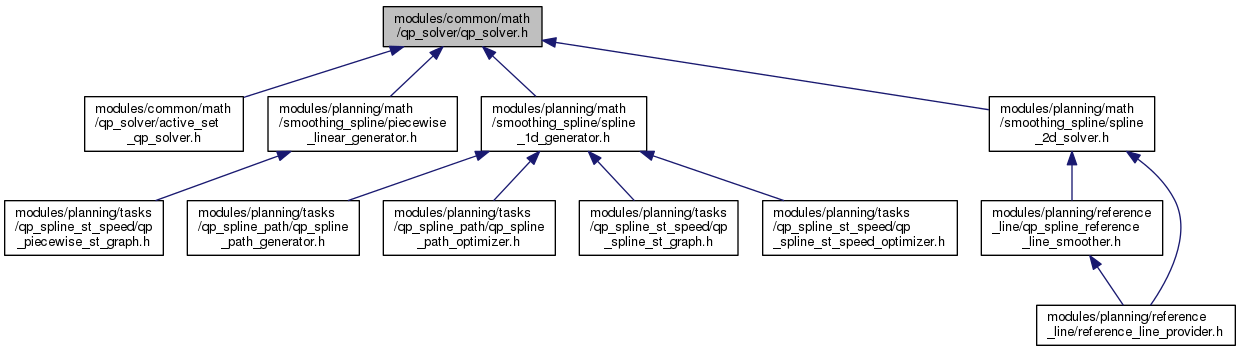 modules/common/math
/qp_solver/qp_solver.h
modules/common/math
/qp_solver/active_set
_qp_solver.h
modules/planning/math
/smoothing_spline/piecewise
_linear_generator.h
modules/planning/math
/smoothing_spline/spline
_1d_generator.h
modules/planning/math
/smoothing_spline/spline
_2d_solver.h
modules/planning/tasks
/qp_spline_st_speed/qp
_piecewise_st_graph.h
modules/planning/tasks
/qp_spline_path/qp_spline
_path_generator.h
modules/planning/tasks
/qp_spline_path/qp_spline
_path_optimizer.h
modules/planning/tasks
/qp_spline_st_speed/qp
_spline_st_graph.h
modules/planning/tasks
/qp_spline_st_speed/qp
_spline_st_speed_optimizer.h
modules/planning/reference
_line/qp_spline_reference
_line_smoother.h
modules/planning/reference
_line/reference_line_provider.h